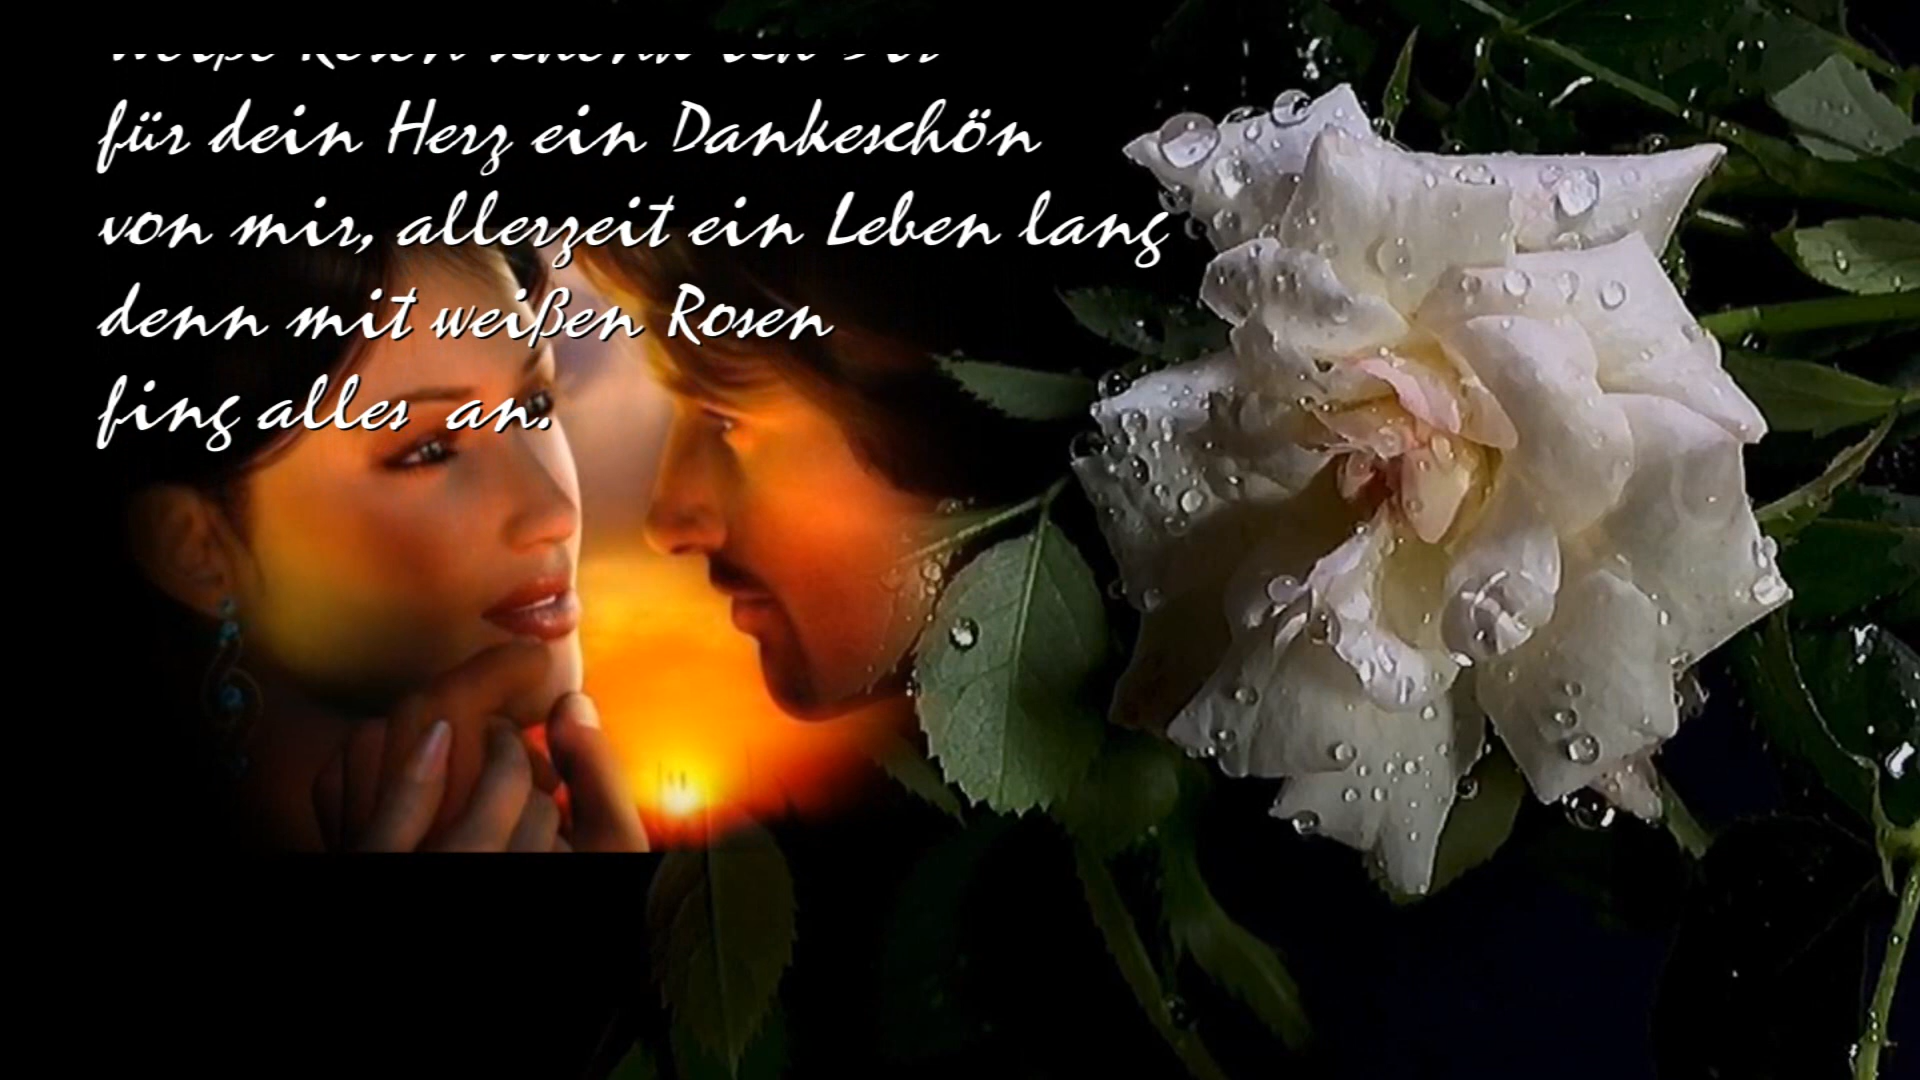 für dein Herz ein Dankeschön
von mir, allerzeit ein Leben lang
denn mit weißen Rosen
fing alles an.